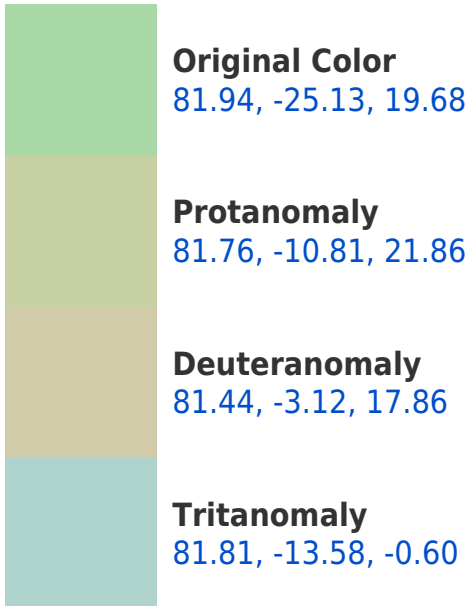 Original Color
81.94, -25.13, 19.68
Protanomaly
81.76, -10.81, 21.86
Deuteranomaly
81.44, -3.12, 17.86
Tritanomaly
81.81, -13.58, -0.60